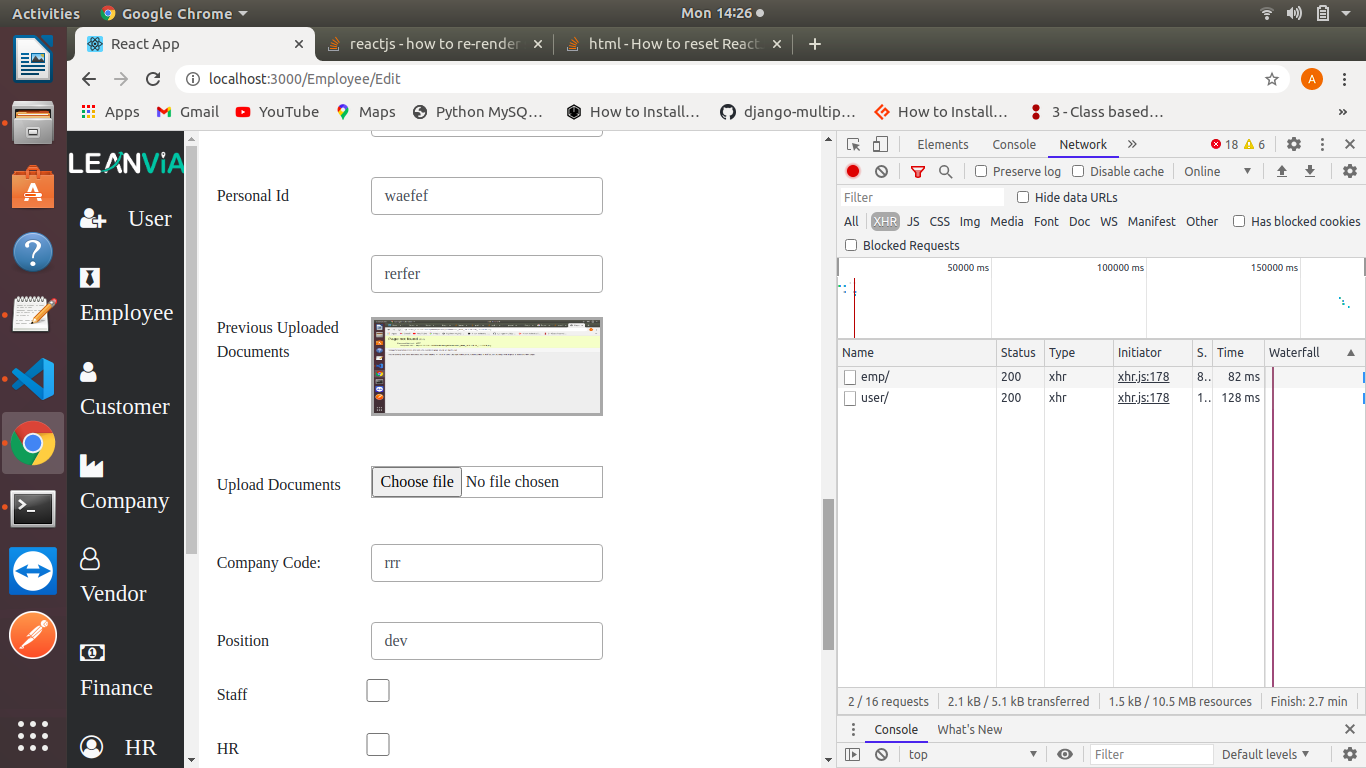 Activities Google Chrome Mon 14:26
React App reactjs - how to re-render html - How to reset React.
localhost:3000/Employee/Edit A
Apps Gmail YouTube Maps Python MySQ... How to Install... django-multip... How to Install... 3 - Class based... »
LEANVIA
User
Employee
Customer
Company
Vendor
Finance
HR
Personal Id waefef
rerfer
Previous Uploaded
Documents
Upload Documents Choose file No file chosen
Company Code: rrr
Position dev
Staff
HR
Elements Console Network » 18 6
Preserve log Disable cache Online
Filter Hide data URLs
All XHR JS CSS Img Media Font Doc WS Manifest Other Has blocked cookies
Blocked Requests
50000 ms 100000 ms 150000 ms
Name Status Type Initiator S. Time Waterfall
emp/ 200 xhr xhr.js:178 8.. 82 ms
user/ 200 xhr xhr.js:178 1.. 128 ms
2 / 16 requests 2.1 kB / 5.1 kB transferred 1.5 kB / 10.5 MB resources Finish: 2.7 min
Console What's New
top Filter Default levels